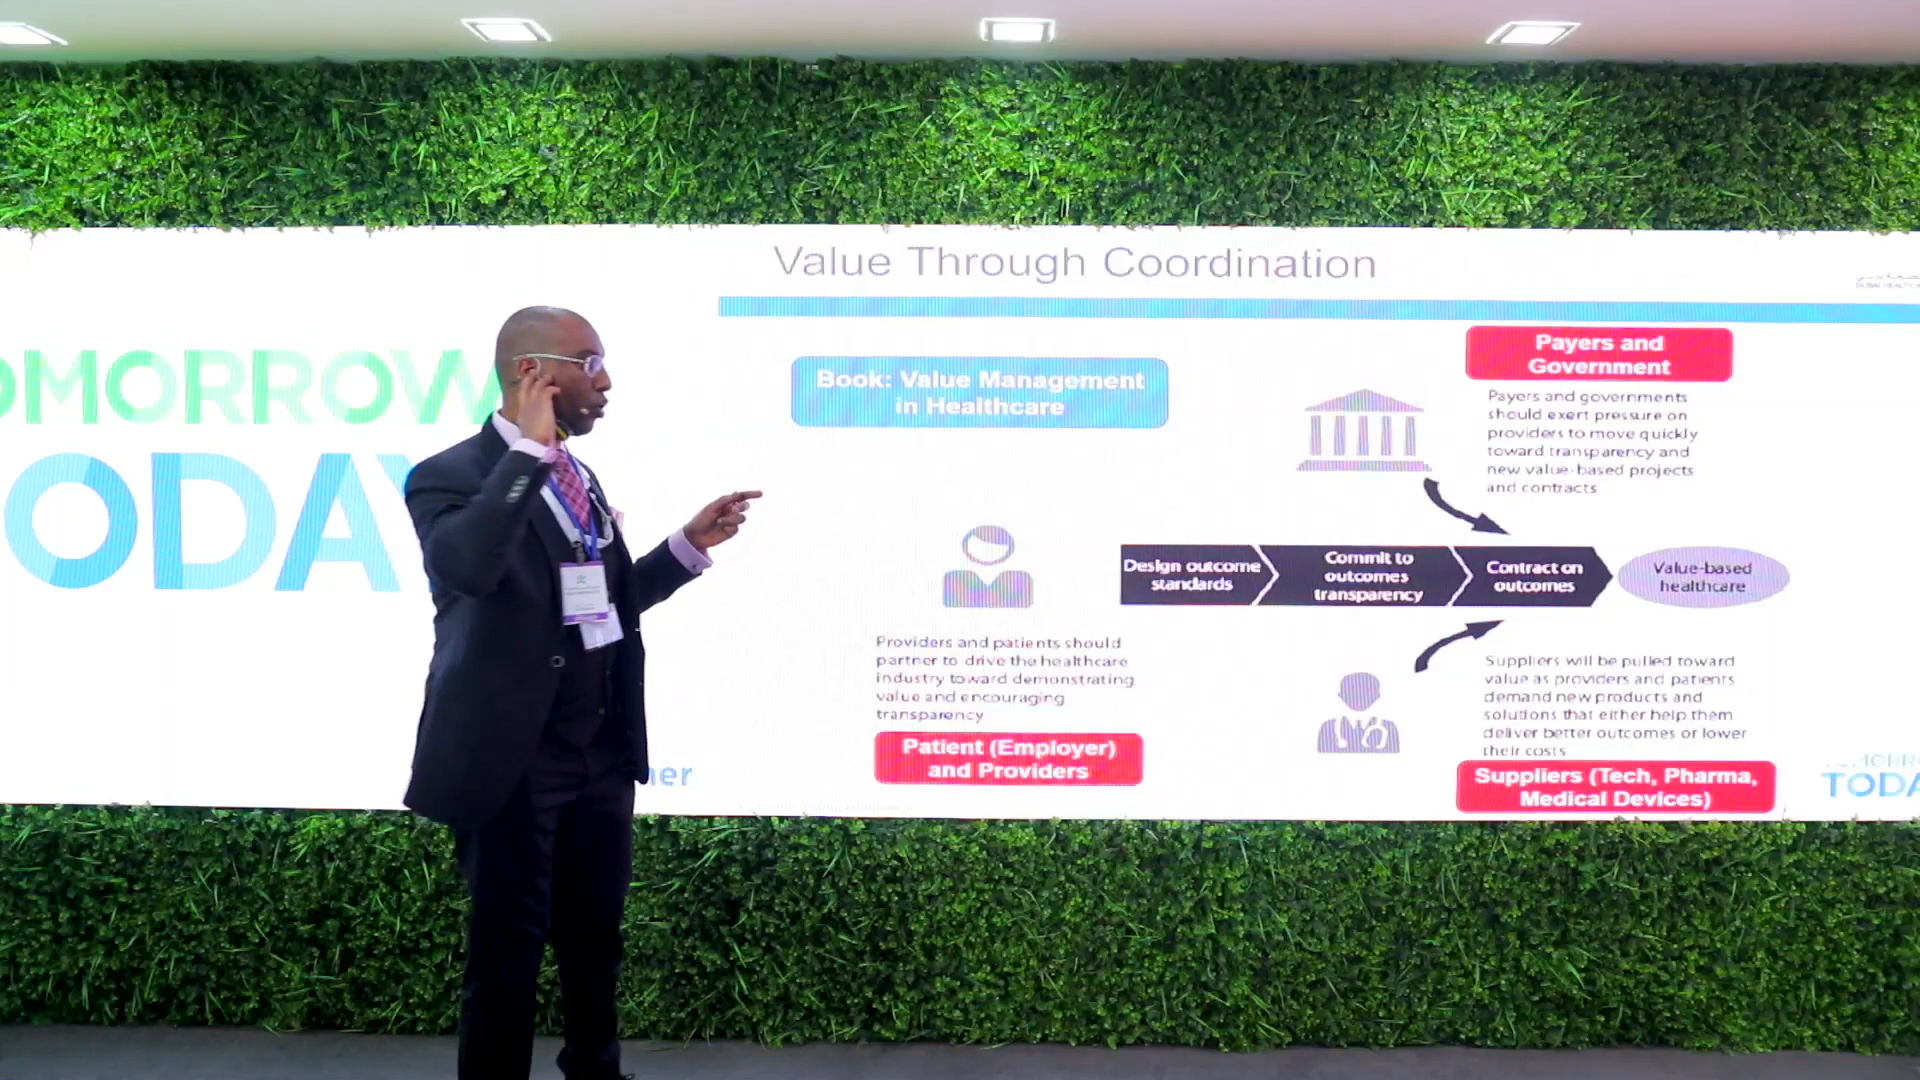 OMORROW
TODAY
ner
Value Through Coordination
Book: Value Management
in Healthcare
Payers and
Government
Payers and governments
should exert pressure on
providers to move quickly
toward transparency and
new value-based projects
and contracts
Design outcome
standards
Commit to
outcomes
transparency
Contract on
outcomes
Value-based
healthcare
Providers and patients should
partner to drive the healthcare
industry toward demonstrating
value and encouraging
transparency
Patient (Employer)
and Providers
Suppliers will be pulled toward
value as providers and patients
demand new products and
solutions that either help them
deliver better outcomes or lower
their costs
Suppliers (Tech, Pharma,
Medical Devices)
DUBAI HEALTH A
TOMORR
TODA